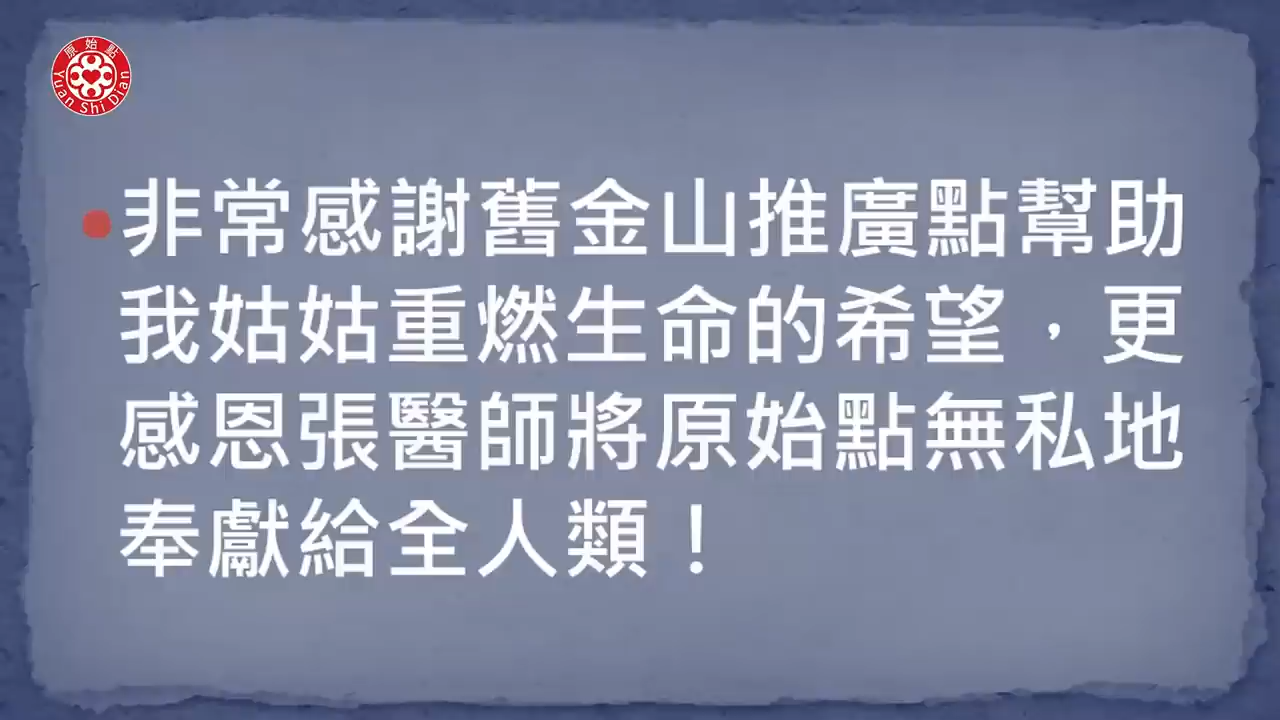 原始點
Yuan Shi Dian
非常感謝舊金山推廣點幫助
我姑姑重燃生命的希望，更
感恩張醫師將原始點無私地
奉獻給全人類！